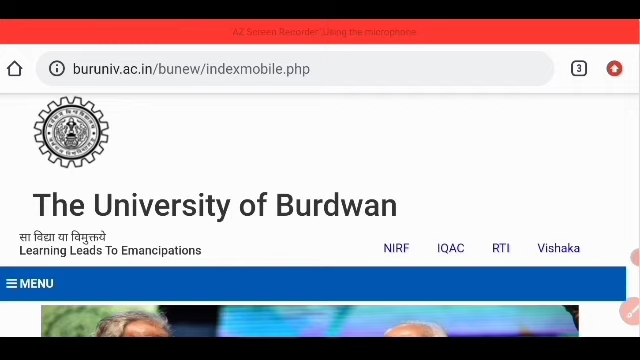 "AZ Screen Recorder" Using the microphone
buruniv.ac.in/bunew/indexmobile.php
3
The University of Burdwan
सा विद्या या विमुक्तये
Learning Leads To Emancipations
NIRF IQAC RTI Vishaka
MENU